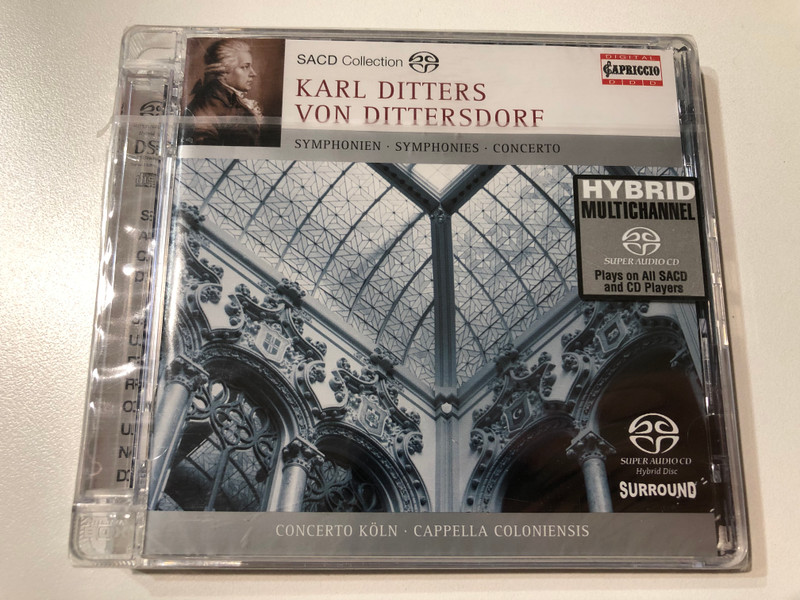 SACD Collection
KARL DITTERS
VON DITTERSDORF
DIGITAL
CAPRICCIO
D D D
SYMPHONIEN · SYMPHONIES · CONCERTO
HYBRID
MULTICHANNEL
SUPER AUDIO CD
Plays on All SACD
and CD Players
SUPER AUDIO CD
Hybrid Disc
SURROUND
CONCERTO KÖLN · CAPPELLA COLONIENSIS